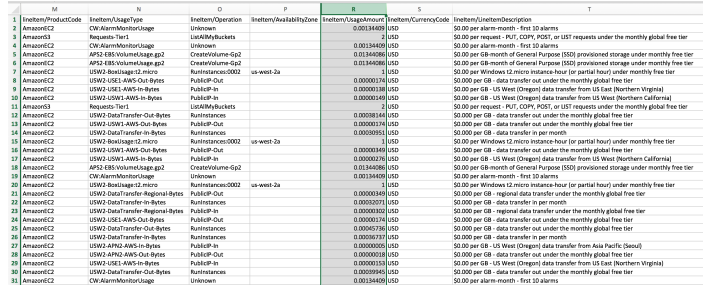 M N O P R S T
1 lineItem/ProductCode lineItem/UsageType lineItem/Operation lineItem/AvailabilityZone lineItem/UsageAmount lineItem/CurrencyCode lineItem/LineItemDescription
2 AmazonEC2 CW:AlarmMonitorUsage Unknown 0.00134409 USD $0.00 per alarm-month - first 10 alarms
3 AmazonS3 Requests-Tier1 ListAllMyBuckets 2 USD $0.00 per request - PUT, COPY, POST, or LIST requests under the monthly global free tier
4 AmazonEC2 CW:AlarmMonitorUsage Unknown 0.00134409 USD $0.00 per alarm-month - first 10 alarms
5 AmazonEC2 APS2-EBS:VolumeUsage.gp2 CreateVolume-Gp2 0.01344086 USD $0.00 per GB-month of General Purpose (SSD) provisioned storage under monthly free tier
6 AmazonEC2 APS2-EBS:VolumeUsage.gp2 CreateVolume-Gp2 0.01344086 USD $0.00 per GB-month of General Purpose (SSD) provisioned storage under monthly free tier
7 AmazonEC2 USW2-BoxUsage:t2.micro RunInstances:0002 us-west-2a 1 USD $0.00 per Windows t2.micro instance-hour (or partial hour) under monthly free tier
8 AmazonEC2 USW2-USE1-AWS-Out-Bytes PublicIP-Out 0.00000174 USD $0.000 per GB - data transfer out under the monthly global free tier
9 AmazonEC2 USW2-USE1-AWS-In-Bytes PublicIP-In 0.00000138 USD $0.00 per GB - US West (Oregon) data transfer from US East (Northern Virginia)
10 AmazonEC2 USW2-USW1-AWS-In-Bytes PublicIP-In 0.00000149 USD $0.00 per GB - US West (Oregon) data transfer from US West (Northern California)
11 AmazonS3 Requests-Tier1 ListAllMyBuckets 2 USD $0.00 per request - PUT, COPY, POST, or LIST requests under the monthly global free tier
12 AmazonEC2 USW2-DataTransfer-Out-Bytes RunInstances 0.00038144 USD $0.000 per GB - data transfer out under the monthly global free tier
13 AmazonEC2 USW2-USW1-AWS-Out-Bytes PublicIP-Out 0.00000174 USD $0.000 per GB - data transfer out under the monthly global free tier
14 AmazonEC2 USW2-DataTransfer-In-Bytes RunInstances 0.00030951 USD $0.000 per GB - data transfer in per month
15 AmazonEC2 USW2-BoxUsage:t2.micro RunInstances:0002 us-west-2a 1 USD $0.00 per Windows t2.micro instance-hour (or partial hour) under monthly free tier
16 AmazonEC2 USW2-USW1-AWS-Out-Bytes PublicIP-Out 0.00000349 USD $0.000 per GB - data transfer out under the monthly global free tier
17 AmazonEC2 USW2-USW1-AWS-In-Bytes PublicIP-In 0.00000276 USD $0.00 per GB - US West (Oregon) data transfer from US West (Northern California)
18 AmazonEC2 APS2-EBS:VolumeUsage.gp2 CreateVolume-Gp2 0.01344086 USD $0.00 per GB-month of General Purpose (SSD) provisioned storage under monthly free tier
19 AmazonEC2 CW:AlarmMonitorUsage Unknown 0.00134409 USD $0.00 per alarm-month - first 10 alarms
20 AmazonEC2 USW2-BoxUsage:t2.micro RunInstances:0002 us-west-2a 1 USD $0.00 per Windows t2.micro instance-hour (or partial hour) under monthly free tier
21 AmazonEC2 USW2-DataTransfer-Regional-Bytes PublicIP-Out 0.00000349 USD $0.000 per GB - regional data transfer under the monthly global free tier
22 AmazonEC2 USW2-DataTransfer-In-Bytes RunInstances 0.00032071 USD $0.000 per GB - data transfer in per month
23 AmazonEC2 USW2-DataTransfer-Regional-Bytes PublicIP-In 0.00000302 USD $0.000 per GB - regional data transfer under the monthly global free tier
24 AmazonEC2 USW2-USE1-AWS-Out-Bytes PublicIP-Out 0.00000174 USD $0.000 per GB - data transfer out under the monthly global free tier
25 AmazonEC2 USW2-DataTransfer-Out-Bytes RunInstances 0.00045736 USD $0.000 per GB - data transfer out under the monthly global free tier
26 AmazonEC2 USW2-DataTransfer-In-Bytes RunInstances 0.00036737 USD $0.000 per GB - data transfer in per month
27 AmazonEC2 USW2-APN2-AWS-In-Bytes PublicIP-In 0.00000005 USD $0.00 per GB - US West (Oregon) data transfer from Asia Pacific (Seoul)
28 AmazonEC2 USW2-APN2-AWS-Out-Bytes PublicIP-Out 0.00000018 USD $0.000 per GB - data transfer out under the monthly global free tier
29 AmazonEC2 USW2-USE1-AWS-In-Bytes PublicIP-In 0.00000153 USD $0.00 per GB - US West (Oregon) data transfer from US East (Northern Virginia)
30 AmazonEC2 USW2-DataTransfer-Out-Bytes RunInstances 0.00039945 USD $0.000 per GB - data transfer out under the monthly global free tier
31 AmazonEC2 CW:AlarmMonitorUsage Unknown 0.00134409 USD $0.00 per alarm-month - first 10 alarms